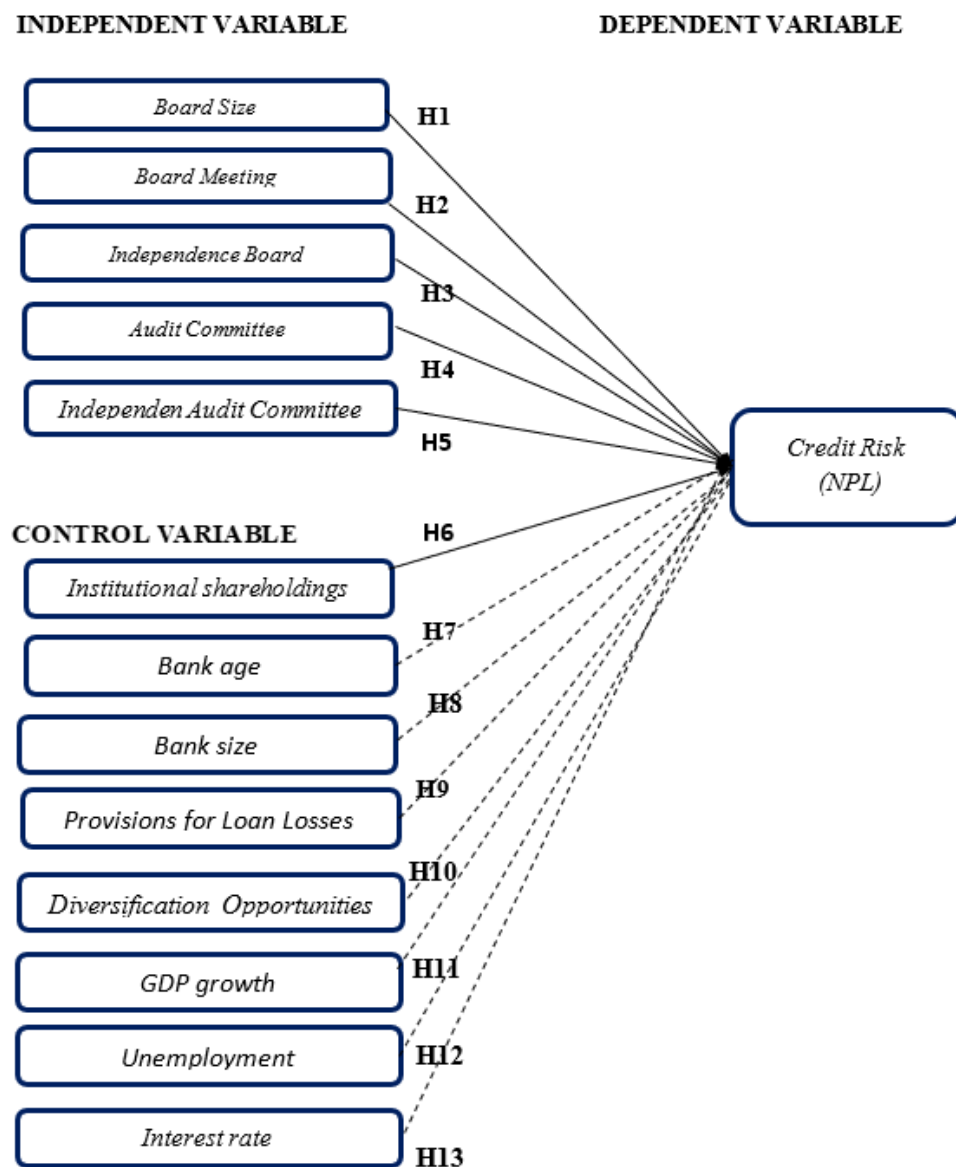 INDEPENDENT VARIABLE
DEPENDENT VARIABLE
Board Size
H1
Board Meeting
H2
Independence Board
H3
Audit Committee
H4
Independen Audit Committee
H5
Credit Risk
(NPL)
CONTROL VARIABLE
H6
Institutional shareholdings
H7
Bank age
H8
Bank size
H9
Provisions for Loan Losses
H10
Diversification Opportunities
H11
GDP growth
H12
Unemployment
Interest rate
H13